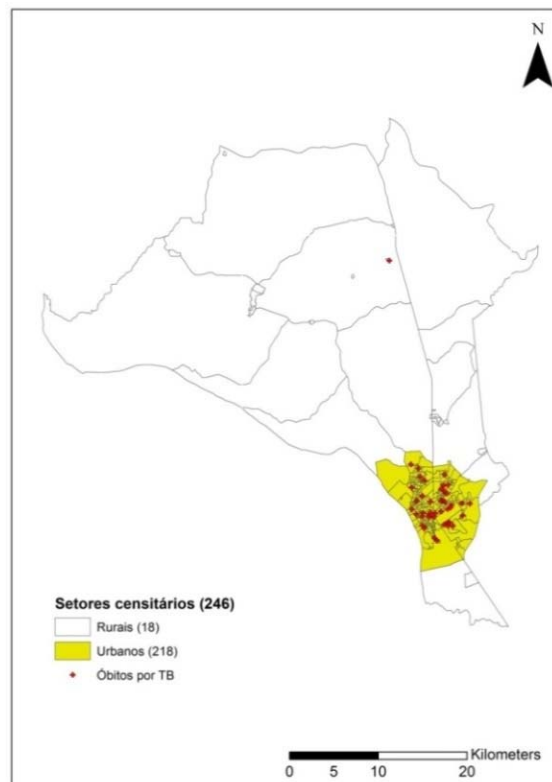 N
Setores censitários (246)
Rurais (18)
Urbanos (218)
Óbitos por TB
Kilometers
0 5 10 20